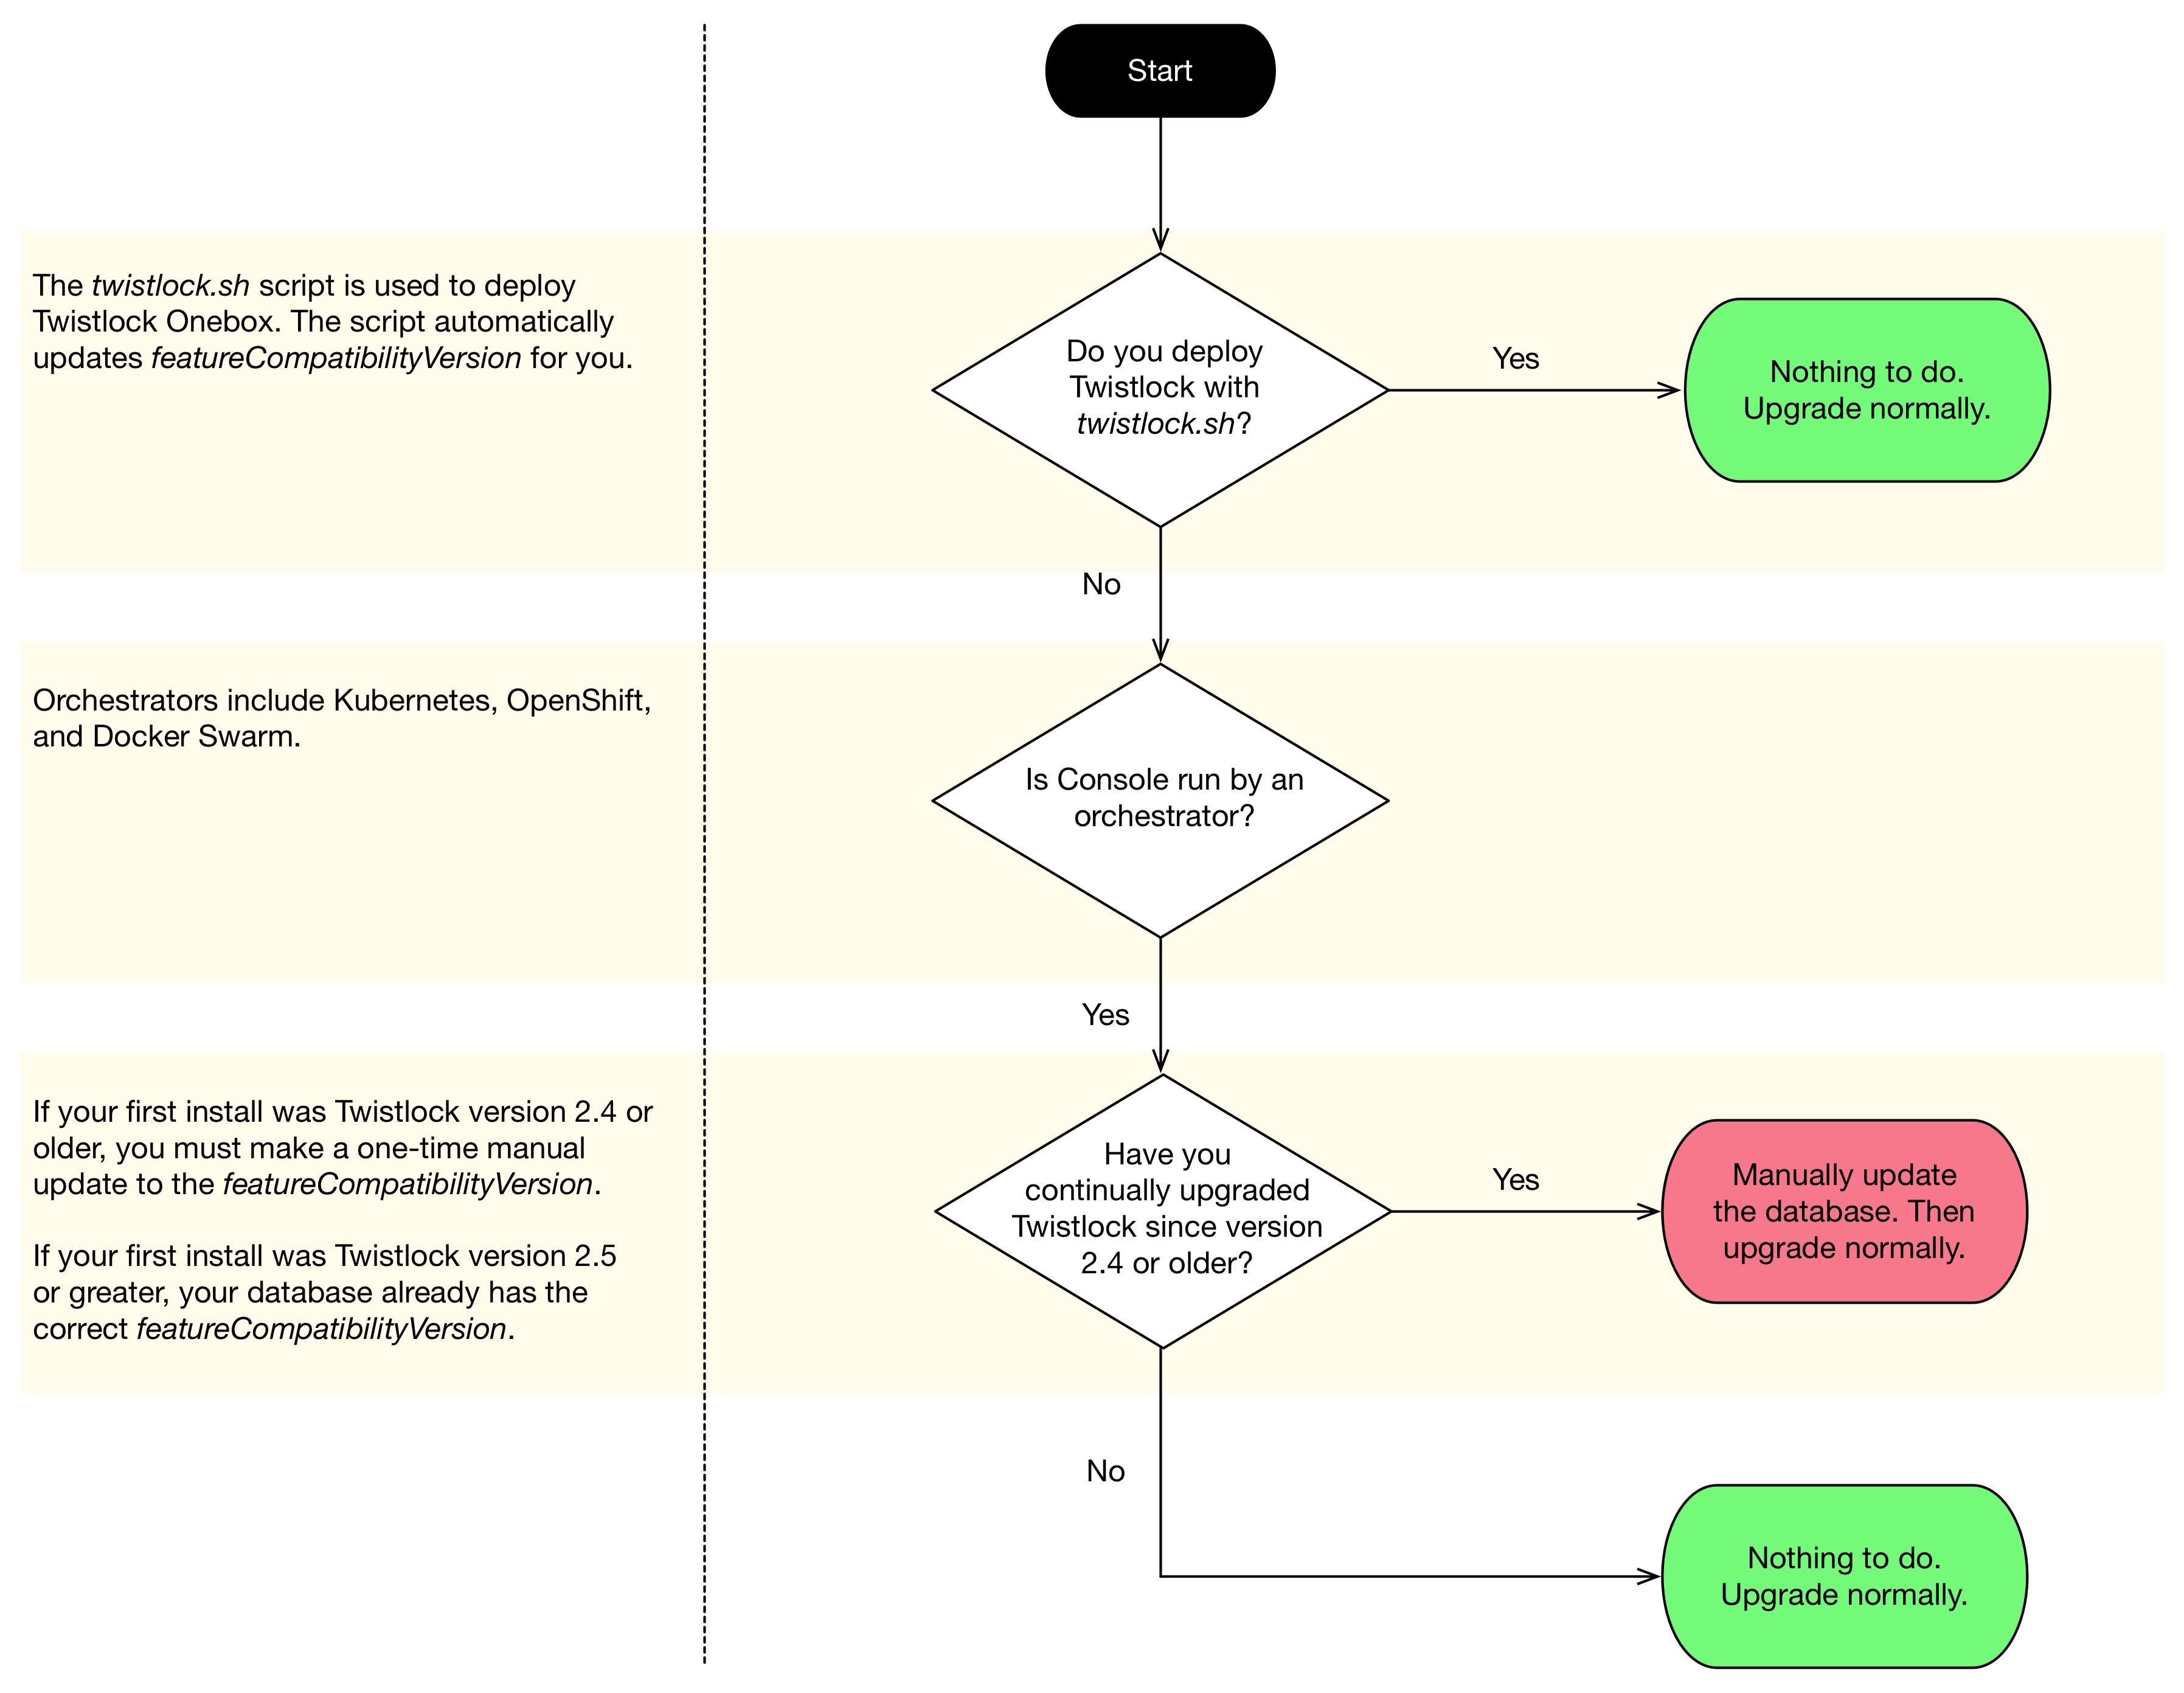 Start
The twistlock.sh script is used to deploy
Twistlock Onebox. The script automatically
updates featureCompatibilityVersion for you.
Do you deploy
Twistlock with
twistlock.sh?
Yes
Nothing to do.
Upgrade normally.
No
Orchestrators include Kubernetes, OpenShift,
and Docker Swarm.
Is Console run by an
orchestrator?
Yes
If your first install was Twistlock version 2.4 or
older, you must make a one-time manual
update to the featureCompatibilityVersion.
If your first install was Twistlock version 2.5
or greater, your database already has the
correct featureCompatibilityVersion.
Have you
continually upgraded
Twistlock since version
2.4 or older?
Yes
Manually update
the database. Then
upgrade normally.
No
Nothing to do.
Upgrade normally.